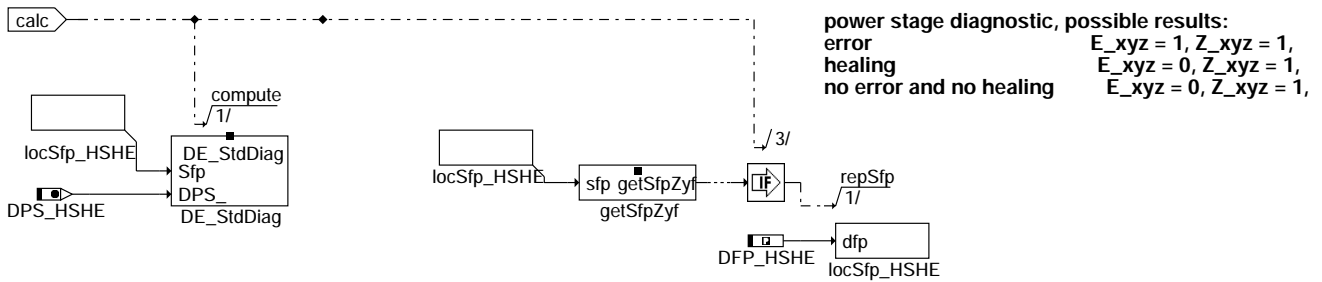 calc
power stage diagnostic, possible results:
error E_xyz = 1, Z_xyz = 1,
healing E_xyz = 0, Z_xyz = 1,
no error and no healing E_xyz = 0, Z_xyz = 1,
compute
1/
locSfp_HSHE
DE_StdDiag
Sfp
DPS_
DPS_HSHE
DE_StdDiag
3/
locSfp_HSHE
sfp getSfpZyf
getSfpZyf
IF
repSfp
1/
DFP_HSHE
dfp
locSfp_HSHE